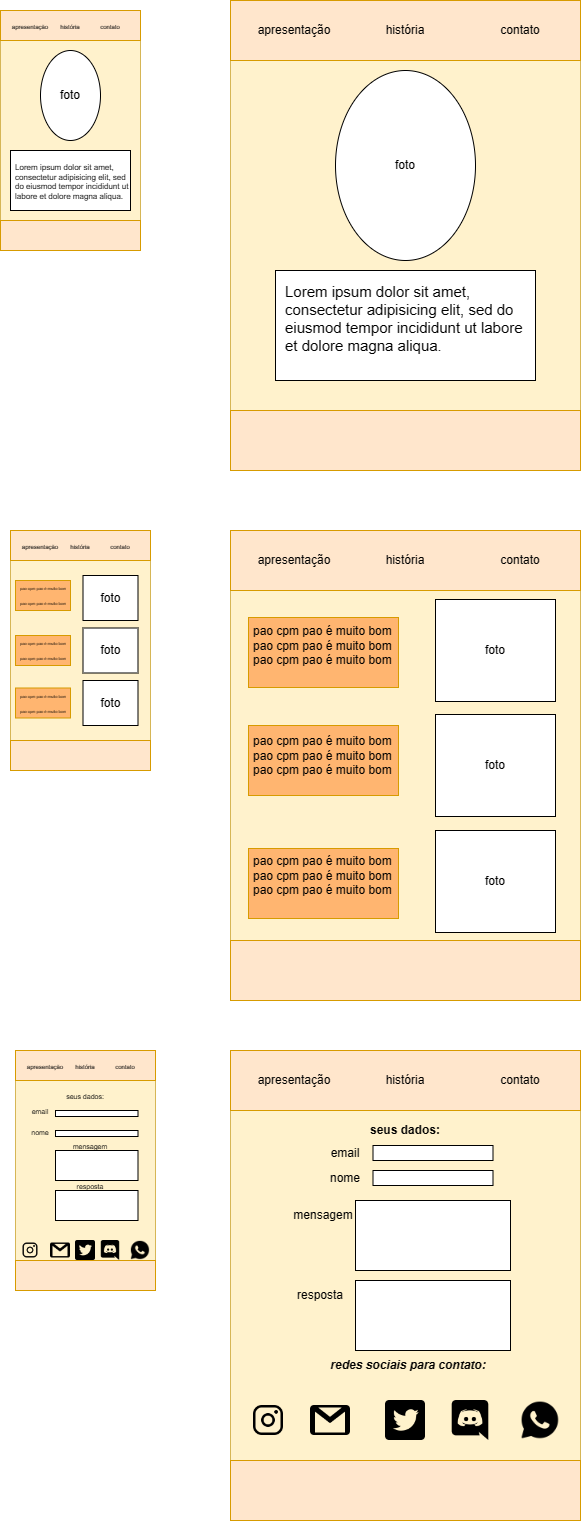 apresentação história contato
foto
Lorem ipsum dolor sit amet,
consectetur adipisicing elit, sed
do eiusmod tempor incididunt ut
labore et dolore magna aliqua.
apresentação história contato
foto
Lorem ipsum dolor sit amet,
consectetur adipisicing elit, sed do
eiusmod tempor incididunt ut labore
et dolore magna aliqua.
apresentação história contato
pao cpm pao é muito bom
pao cpm pao é muito bom
foto
pao cpm pao é muito bom
pao cpm pao é muito bom
foto
pao cpm pao é muito bom
pao cpm pao é muito bom
foto
apresentação história contato
pao cpm pao é muito bom
pao cpm pao é muito bom
pao cpm pao é muito bom
foto
pao cpm pao é muito bom
pao cpm pao é muito bom
pao cpm pao é muito bom
foto
pao cpm pao é muito bom
pao cpm pao é muito bom
pao cpm pao é muito bom
foto
apresentação história contato
seus dados:
email
nome
mensagem
resposta
apresentação história contato
seus dados:
email
nome
mensagem
resposta
redes sociais para contato: